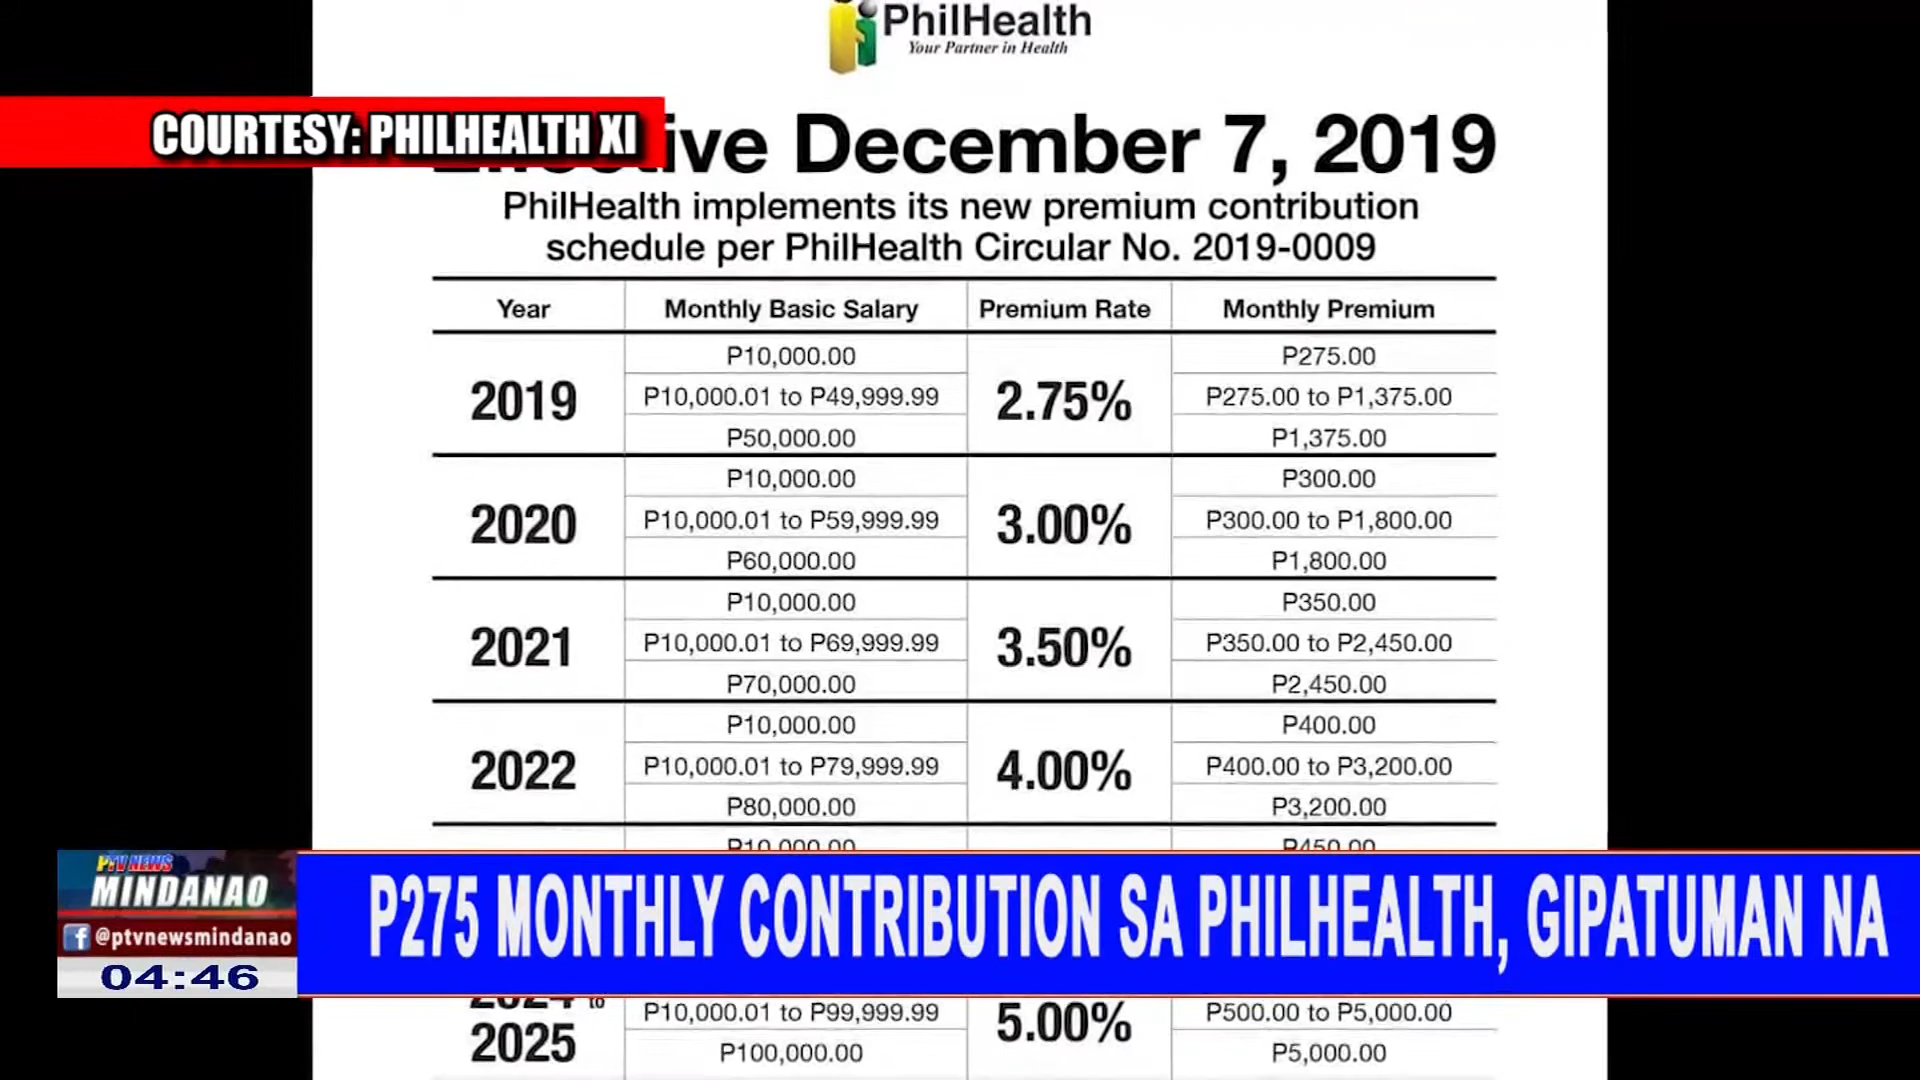 PhilHealth
Your Partner in Health
COURTESY: PHILHEALTH XI
Effective December 7, 2019
PhilHealth implements its new premium contribution
schedule per PhilHealth Circular No. 2019-0009
Year Monthly Basic Salary Premium Rate Monthly Premium
P10,000.00 P275.00
2019 P10,000.01 to P49,999.99 2.75% P275.00 to P1,375.00
P50,000.00 P1,375.00
P10,000.00 P300.00
2020 P10,000.01 to P59,999.99 3.00% P300.00 to P1,800.00
P60,000.00 P1,800.00
P10,000.00 P350.00
2021 P10,000.01 to P69,999.99 3.50% P350.00 to P2,450.00
P70,000.00 P2,450.00
P10,000.00 P400.00
2022 P10,000.01 to P79,999.99 4.00% P400.00 to P3,200.00
P80,000.00 P3,200.00
P10,000.00 P450.00
PTV NEWS
MINDANAO
@ptvnewsmindanao
04:46
P275 MONTHLY CONTRIBUTION SA PHILHEALTH, GIPATUMAN NA
2024 to
P10,000.01 to P99,999.99 5.00% P500.00 to P5,000.00
2025 P100,000.00 P5,000.00